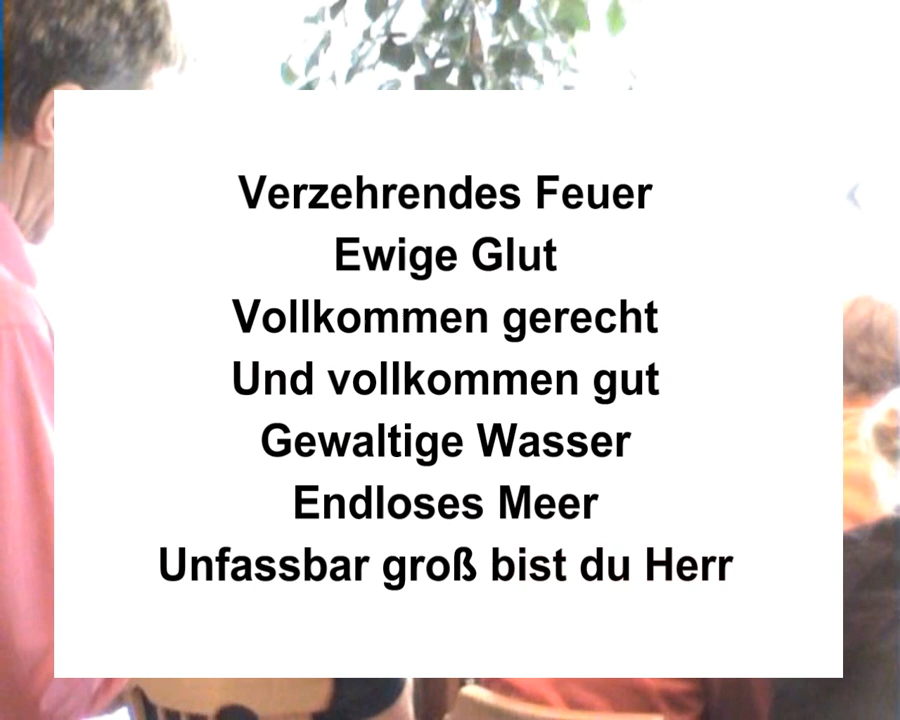 Verzehrendes Feuer
Ewige Glut
Vollkommen gerecht
Und vollkommen gut
Gewaltige Wasser
Endloses Meer
Unfassbar groß bist du Herr